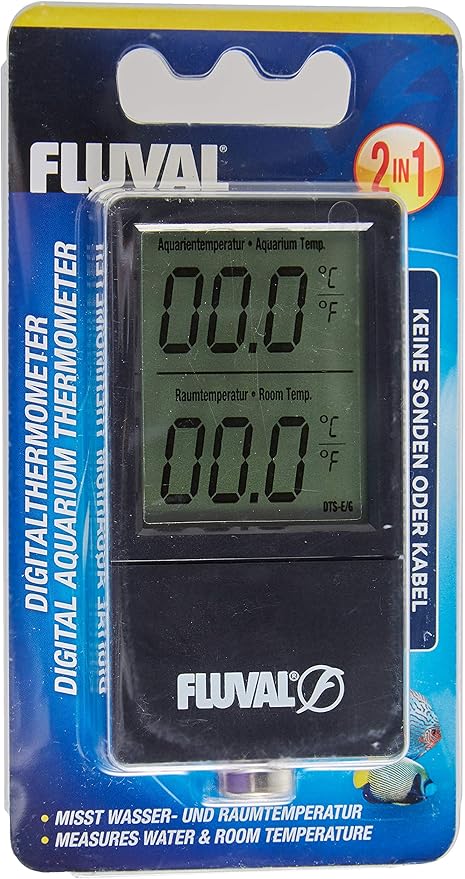 FLUVAL®
2 IN 1
DIGITALTHERMOMETER
DIGITAL AQUARIUM THERMOMETER
Aquarientemperatur • Aquarium Temp.
00.0 °C
°F
Raumtemperatur • Room Temp.
00.0 °C
°F
DTS-E/G
KEINE SONDEN ODER KABEL
FLUVAL®
• MISST WASSER- UND RAUMTEMPERATUR
• MEASURES WATER & ROOM TEMPERATURE